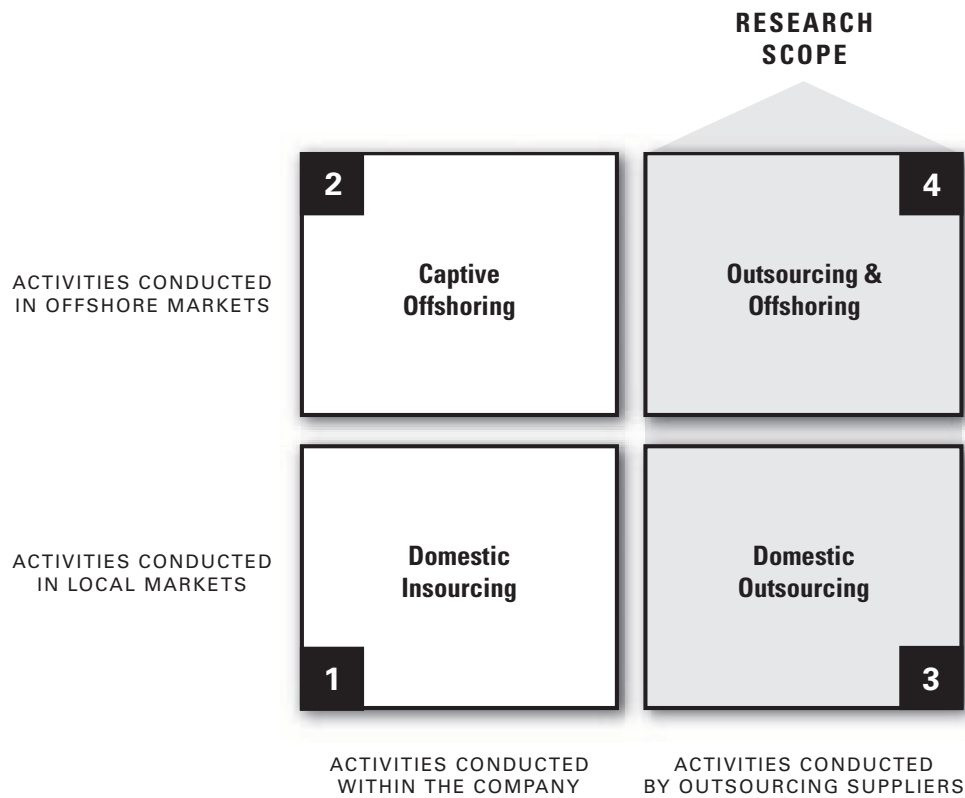 RESEARCH
SCOPE
2
4
ACTIVITIES CONDUCTED
IN OFFSHORE MARKETS
Captive
Offshoring
Outsourcing &
Offshoring
ACTIVITIES CONDUCTED
IN LOCAL MARKETS
Domestic
Insourcing
Domestic
Outsourcing
1
3
ACTIVITIES CONDUCTED
WITHIN THE COMPANY
ACTIVITIES CONDUCTED
BY OUTSOURCING SUPPLIERS